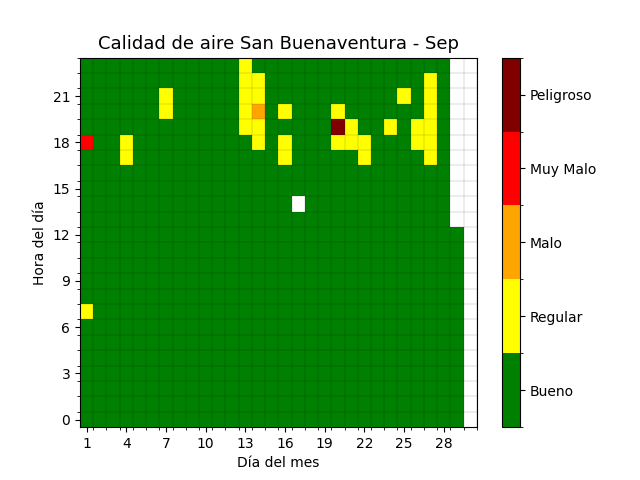 Calidad de aire San Buenaventura - Sep
Hora del día
21
18
15
12
9
6
3
0
1 4 7 10 13 16 19 22 25 28
Día del mes
Peligroso
Muy Malo
Malo
Regular
Bueno